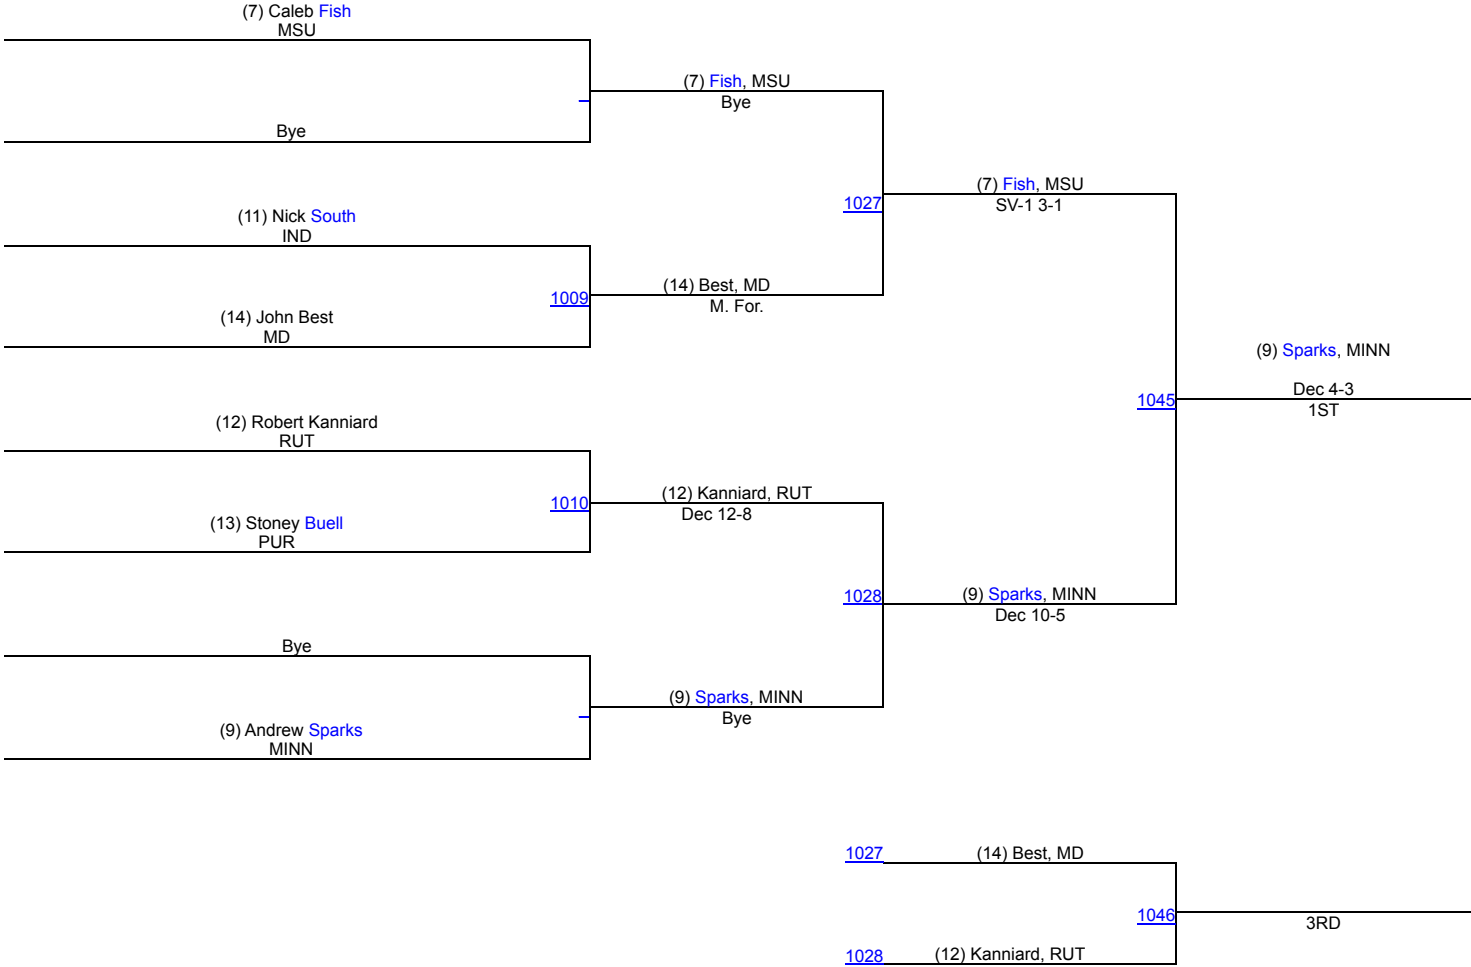 (7) Caleb Fish
MSU
(7) Fish, MSU
Bye
Bye
(7) Fish, MSU
SV-1 3-1
1027
(11) Nick South
IND
(14) Best, MD
M. For.
1009
(14) John Best
MD
(9) Sparks, MINN
Dec 4-3
1ST
1045
(12) Robert Kanniard
RUT
(12) Kanniard, RUT
Dec 12-8
1010
(13) Stoney Buell
PUR
1028
(9) Sparks, MINN
Dec 10-5
Bye
(9) Sparks, MINN
Bye
(9) Andrew Sparks
MINN
1027
(14) Best, MD
1046
3RD
1028
(12) Kanniard, RUT